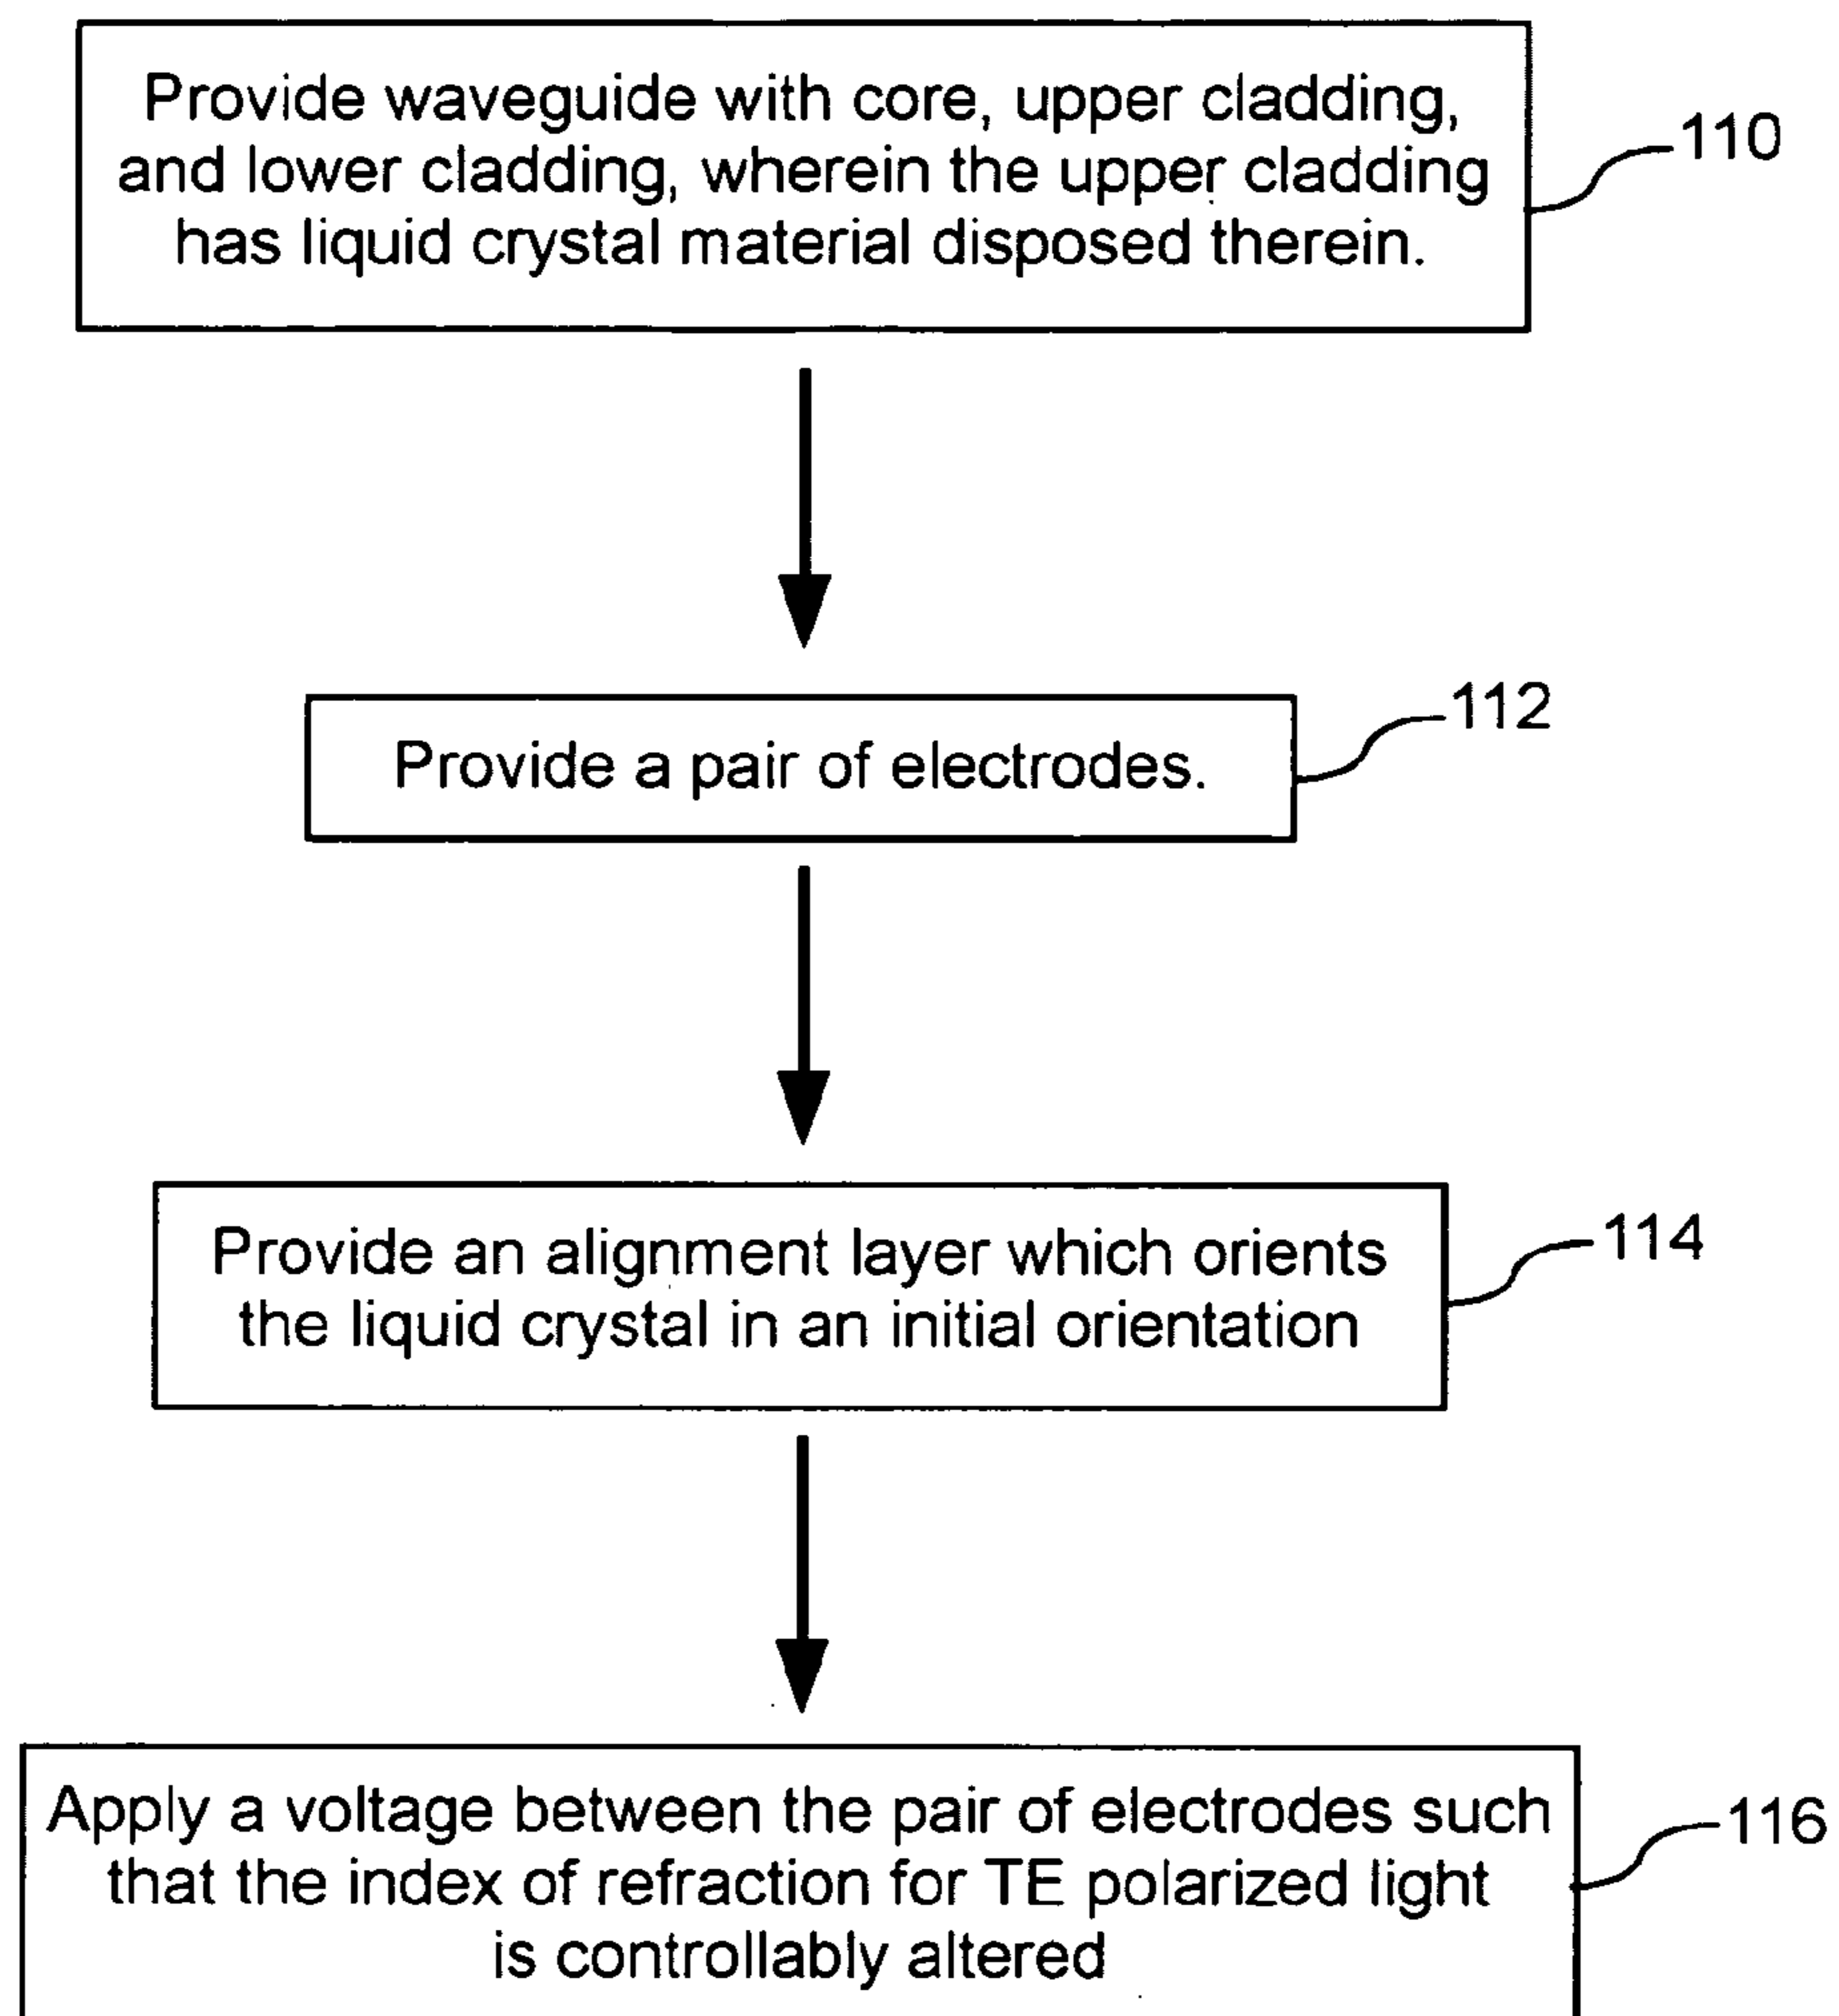 Provide waveguide with core, upper cladding,
and lower cladding, wherein the upper cladding
has liquid crystal material disposed therein.
110
Provide a pair of electrodes.
112
Provide an alignment layer which orients
the liquid crystal in an initial orientation
114
Apply a voltage between the pair of electrodes such
that the index of refraction for TE polarized light
is controllably altered
116